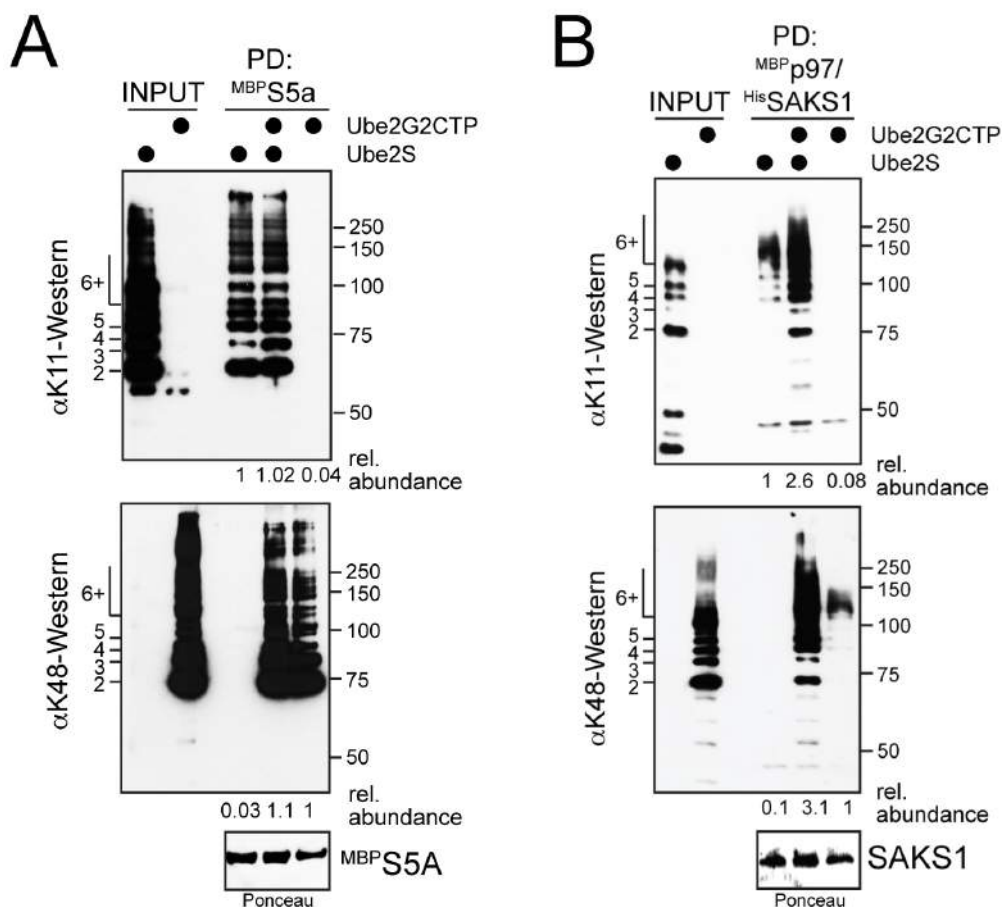 A
PD:
INPUT MBPS5a
Ube2G2CTP
Ube2S
αK11-Western
6+
5
4
3
2
250
150
100
75
50
rel.
abundance
1 1.02 0.04
αK48-Western
6+
5
4
3
2
250
150
100
75
50
rel.
abundance
0.03 1.1 1
MBPS5A
Ponceau
B
PD:
MBPp97/
INPUT HisSAKS1
Ube2G2CTP
Ube2S
αK11-Western
6+
5
4
3
2
250
150
100
75
50
rel.
abundance
1 2.6 0.08
αK48-Western
6+
5
4
3
2
250
150
100
75
50
rel.
abundance
0.1 3.1 1
SAKS1
Ponceau